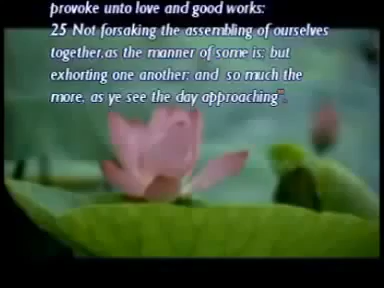 provoke unto love and good works:
25 Not forsaking the assembling of ourselves
together,as the manner of some is; but
exhorting one another: and so much the
more, as ye see the day approaching".